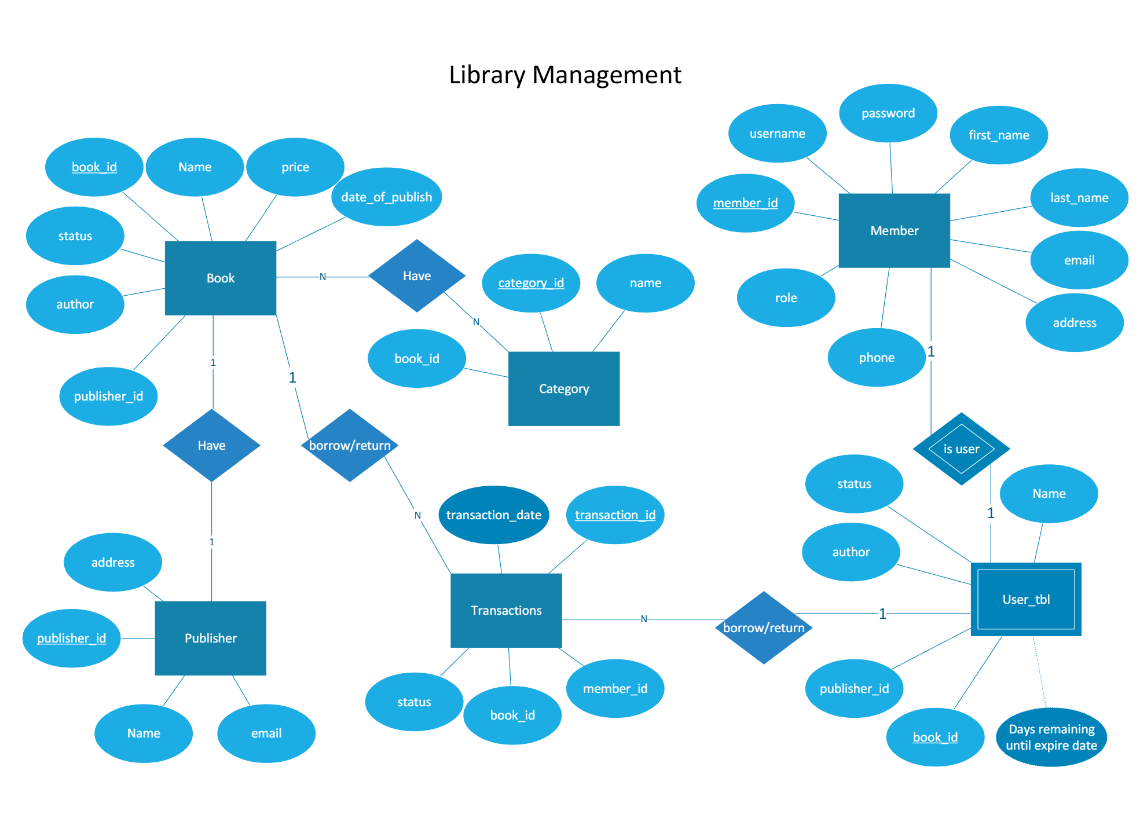 Library Management
book_id
Name
price
date_of_publish
status
author
publisher_id
Book
N
Have
N
category_id
name
book_id
Category
username
password
first_name
member_id
last_name
Member
email
role
address
phone
1
is user
1
1
Have
1
1
borrow/return
N
address
publisher_id
Publisher
Name
email
transaction_date
transaction_id
Transactions
status
book_id
member_id
N
borrow/return
1
status
Name
author
User_tbl
publisher_id
book_id
Days remaining
until expire date